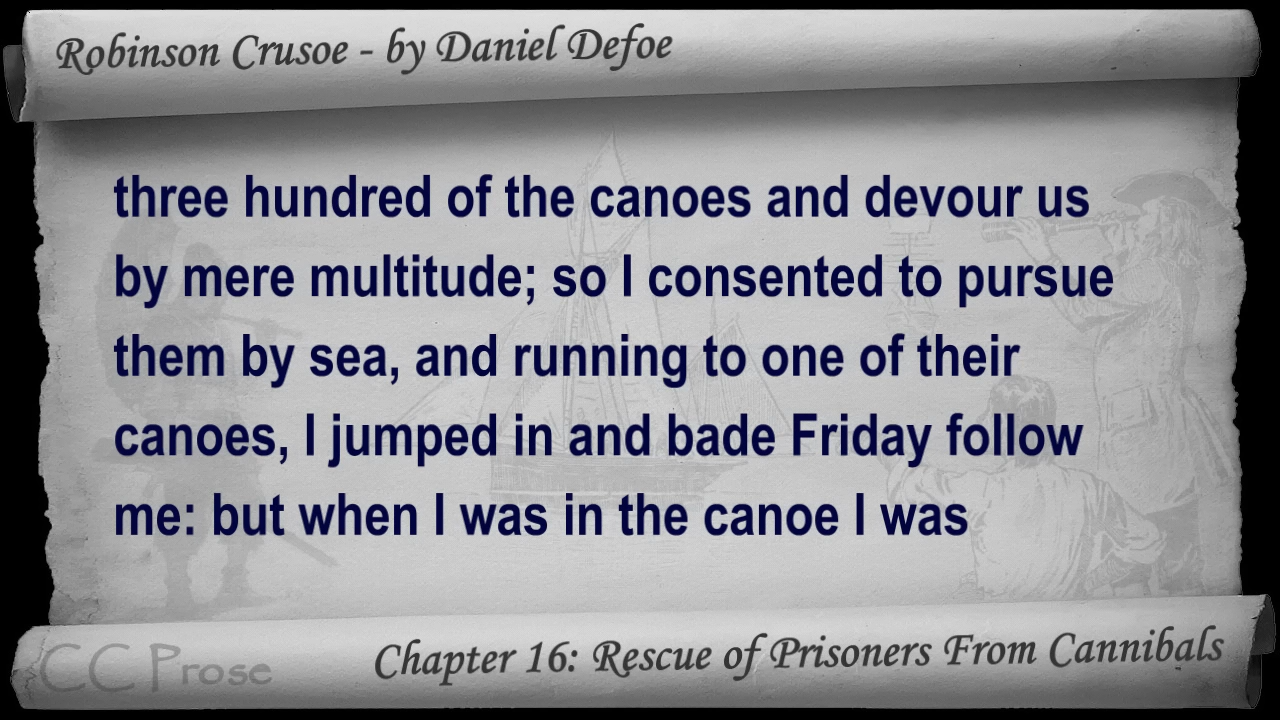 Robinson Crusoe - by Daniel Defoe
three hundred of the canoes and devour us
by mere multitude; so I consented to pursue
them by sea, and running to one of their
canoes, I jumped in and bade Friday follow
me: but when I was in the canoe I was
CC Prose
Chapter 16: Rescue of Prisoners From Cannibals